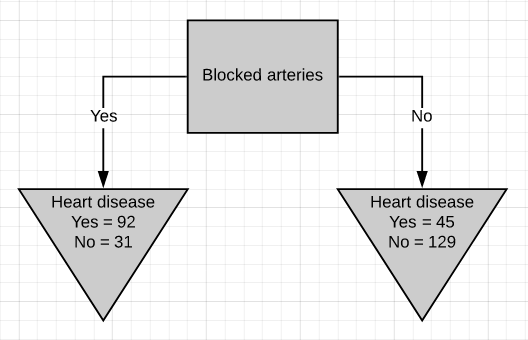 Blocked arteries
Yes
No
Heart disease
Yes = 92
No = 31
Heart disease
Yes = 45
No = 129